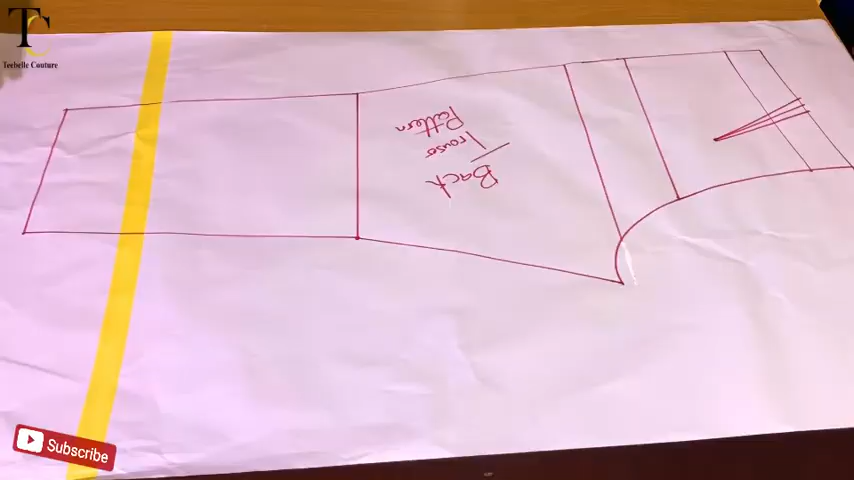 TC
Teebelle Couture
Back
Trouser
Pattern
Subscribe